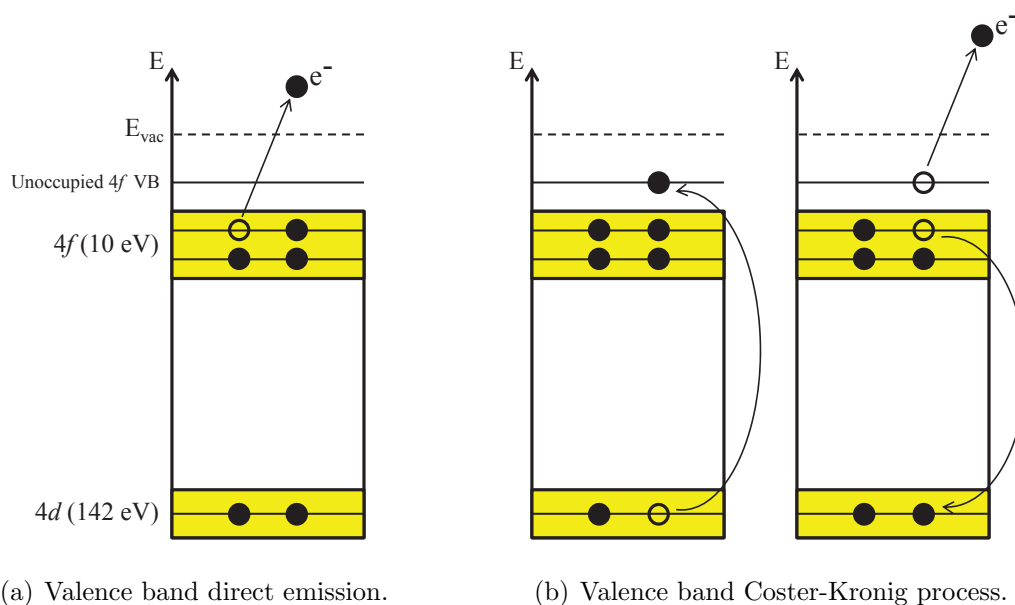 E
e-
Evac
Unoccupied 4f VB
4f (10 eV)
4d (142 eV)
E
E
e-
(a) Valence band direct emission.
(b) Valence band Coster-Kronig process.